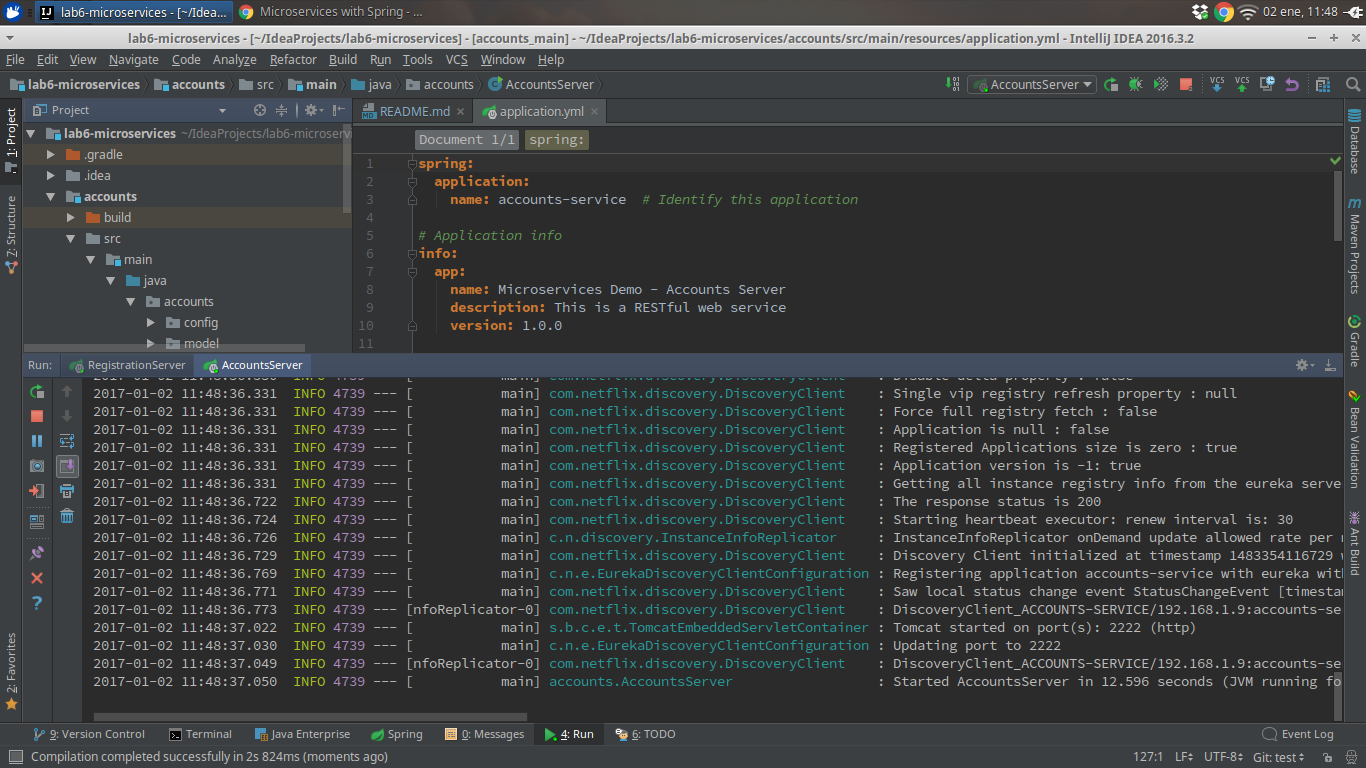 lab6-microservices - [~/Idea...
Microservices with Spring - ...
02 ene, 11:48
lab6-microservices - [~/IdeaProjects/lab6-microservices] - [accounts_main] - ~/IdeaProjects/lab6-microservices/accounts/src/main/resources/application.yml - IntelliJ IDEA 2016.3.2
File Edit View Navigate Code Analyze Refactor Build Run Tools VCS Window Help
lab6-microservices accounts src main java accounts AccountsServer
AccountsServer
VCS VCS
1: Project
7: Structure
2: Favorites
Project
lab6-microservices ~/IdeaProjects/lab6-microserv
.gradle
.idea
accounts
build
src
main
java
accounts
config
model
README.md application.yml
Document 1/1 spring:
1 spring:
2 application:
3 name: accounts-service # Identify this application
4
5 # Application info
6 info:
7 app:
8 name: Microservices Demo - Accounts Server
9 description: This is a RESTful web service
10 version: 1.0.0
11
Database
Maven Projects
Gradle
Bean Validation
Ant Build
Run: RegistrationServer AccountsServer
2017-01-02 11:48:36.330 INFO 4739 --- [ main] com.netflix.discovery.DiscoveryClient : Disable delta property : false
2017-01-02 11:48:36.331 INFO 4739 --- [ main] com.netflix.discovery.DiscoveryClient : Single vip registry refresh property : null
2017-01-02 11:48:36.331 INFO 4739 --- [ main] com.netflix.discovery.DiscoveryClient : Force full registry fetch : false
2017-01-02 11:48:36.331 INFO 4739 --- [ main] com.netflix.discovery.DiscoveryClient : Application is null : false
2017-01-02 11:48:36.331 INFO 4739 --- [ main] com.netflix.discovery.DiscoveryClient : Registered Applications size is zero : true
2017-01-02 11:48:36.331 INFO 4739 --- [ main] com.netflix.discovery.DiscoveryClient : Application version is -1: true
2017-01-02 11:48:36.331 INFO 4739 --- [ main] com.netflix.discovery.DiscoveryClient : Getting all instance registry info from the eureka serve
2017-01-02 11:48:36.722 INFO 4739 --- [ main] com.netflix.discovery.DiscoveryClient : The response status is 200
2017-01-02 11:48:36.724 INFO 4739 --- [ main] com.netflix.discovery.DiscoveryClient : Starting heartbeat executor: renew interval is: 30
2017-01-02 11:48:36.726 INFO 4739 --- [ main] c.n.discovery.InstanceInfoReplicator : InstanceInfoReplicator onDemand update allowed rate per m
2017-01-02 11:48:36.729 INFO 4739 --- [ main] com.netflix.discovery.DiscoveryClient : Discovery Client initialized at timestamp 1483354116729 w
2017-01-02 11:48:36.769 INFO 4739 --- [ main] c.n.e.EurekaDiscoveryClientConfiguration : Registering application accounts-service with eureka wit
2017-01-02 11:48:36.771 INFO 4739 --- [ main] com.netflix.discovery.DiscoveryClient : Saw local status change event StatusChangeEvent [timestam
2017-01-02 11:48:36.773 INFO 4739 --- [nfoReplicator-0] com.netflix.discovery.DiscoveryClient : DiscoveryClient_ACCOUNTS-SERVICE/192.168.1.9:accounts-se
2017-01-02 11:48:37.022 INFO 4739 --- [ main] s.b.c.e.t.TomcatEmbeddedServletContainer : Tomcat started on port(s): 2222 (http)
2017-01-02 11:48:37.030 INFO 4739 --- [ main] c.n.e.EurekaDiscoveryClientConfiguration : Updating port to 2222
2017-01-02 11:48:37.049 INFO 4739 --- [nfoReplicator-0] com.netflix.discovery.DiscoveryClient : DiscoveryClient_ACCOUNTS-SERVICE/192.168.1.9:accounts-se
2017-01-02 11:48:37.050 INFO 4739 --- [ main] accounts.AccountsServer : Started AccountsServer in 12.596 seconds (JVM running fo
9: Version Control Terminal Java Enterprise Spring 0: Messages 4: Run 6: TODO Event Log
Compilation completed successfully in 2s 824ms (moments ago) 127:1 LF UTF-8 Git: test